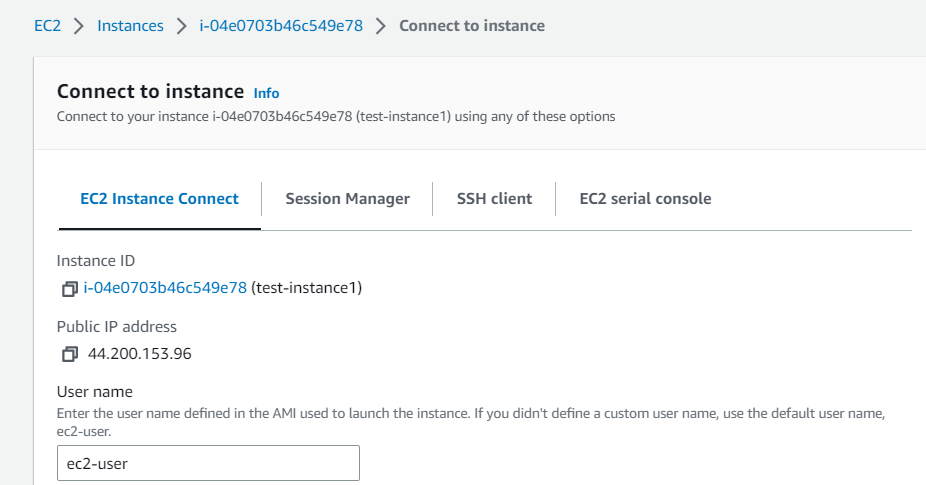 EC2 > Instances > i-04e0703b46c549e78 > Connect to instance
Connect to instance Info
Connect to your instance i-04e0703b46c549e78 (test-instance1) using any of these options
EC2 Instance Connect Session Manager SSH client EC2 serial console
Instance ID
i-04e0703b46c549e78 (test-instance1)
Public IP address
44.200.153.96
User name
Enter the user name defined in the AMI used to launch the instance. If you didn't define a custom user name, use the default user name,
ec2-user.
ec2-user